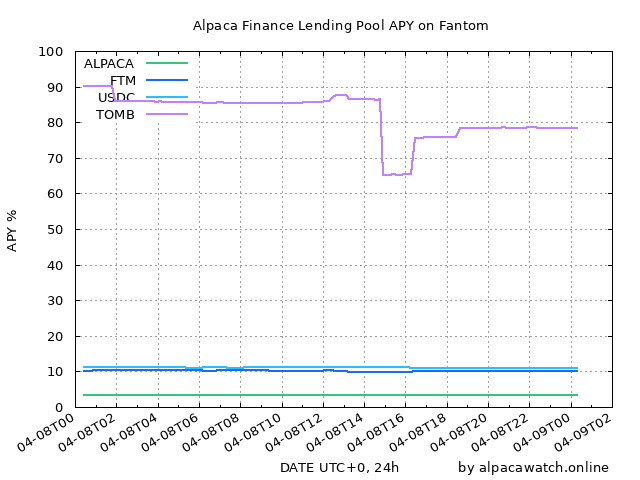 Alpaca Finance Lending Pool APY on Fantom
100
90
80
70
60
50
40
30
20
10
0
APY %
ALPACA
FTM
USDC
TOMB
04-08T00
04-08T02
04-08T04
04-08T06
04-08T08
04-08T10
04-08T12
04-08T14
04-08T16
04-08T18
04-08T20
04-08T22
04-09T00
04-09T02
DATE UTC+0, 24h
by alpacawatch.online